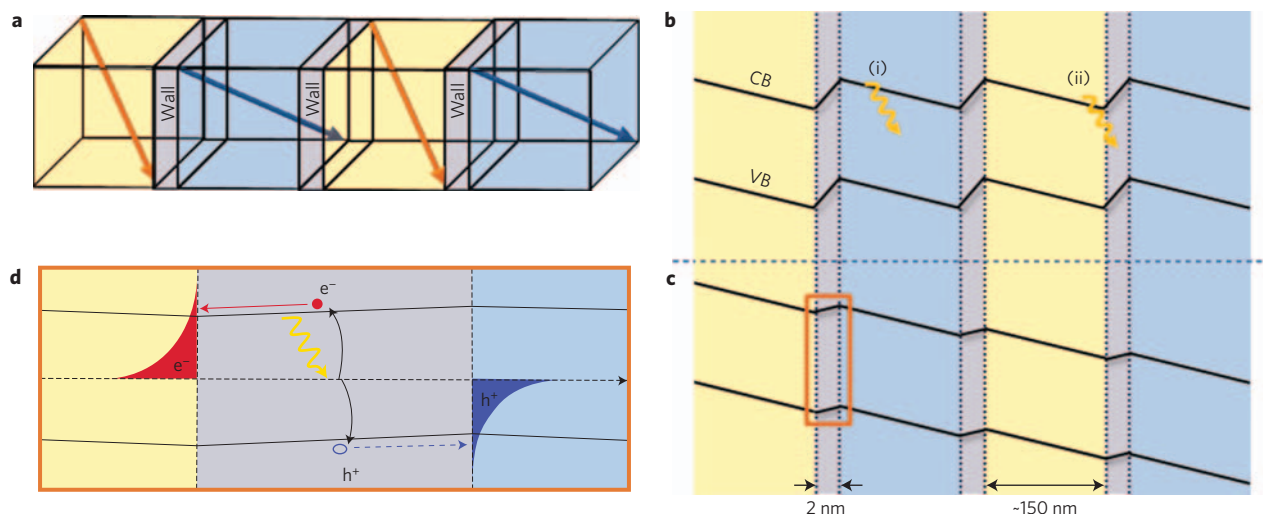 a
Wall
Wall
Wall
b
CB
(i)
(ii)
VB
d
e⁻
e⁻
h⁺
h⁺
c
2 nm
~150 nm